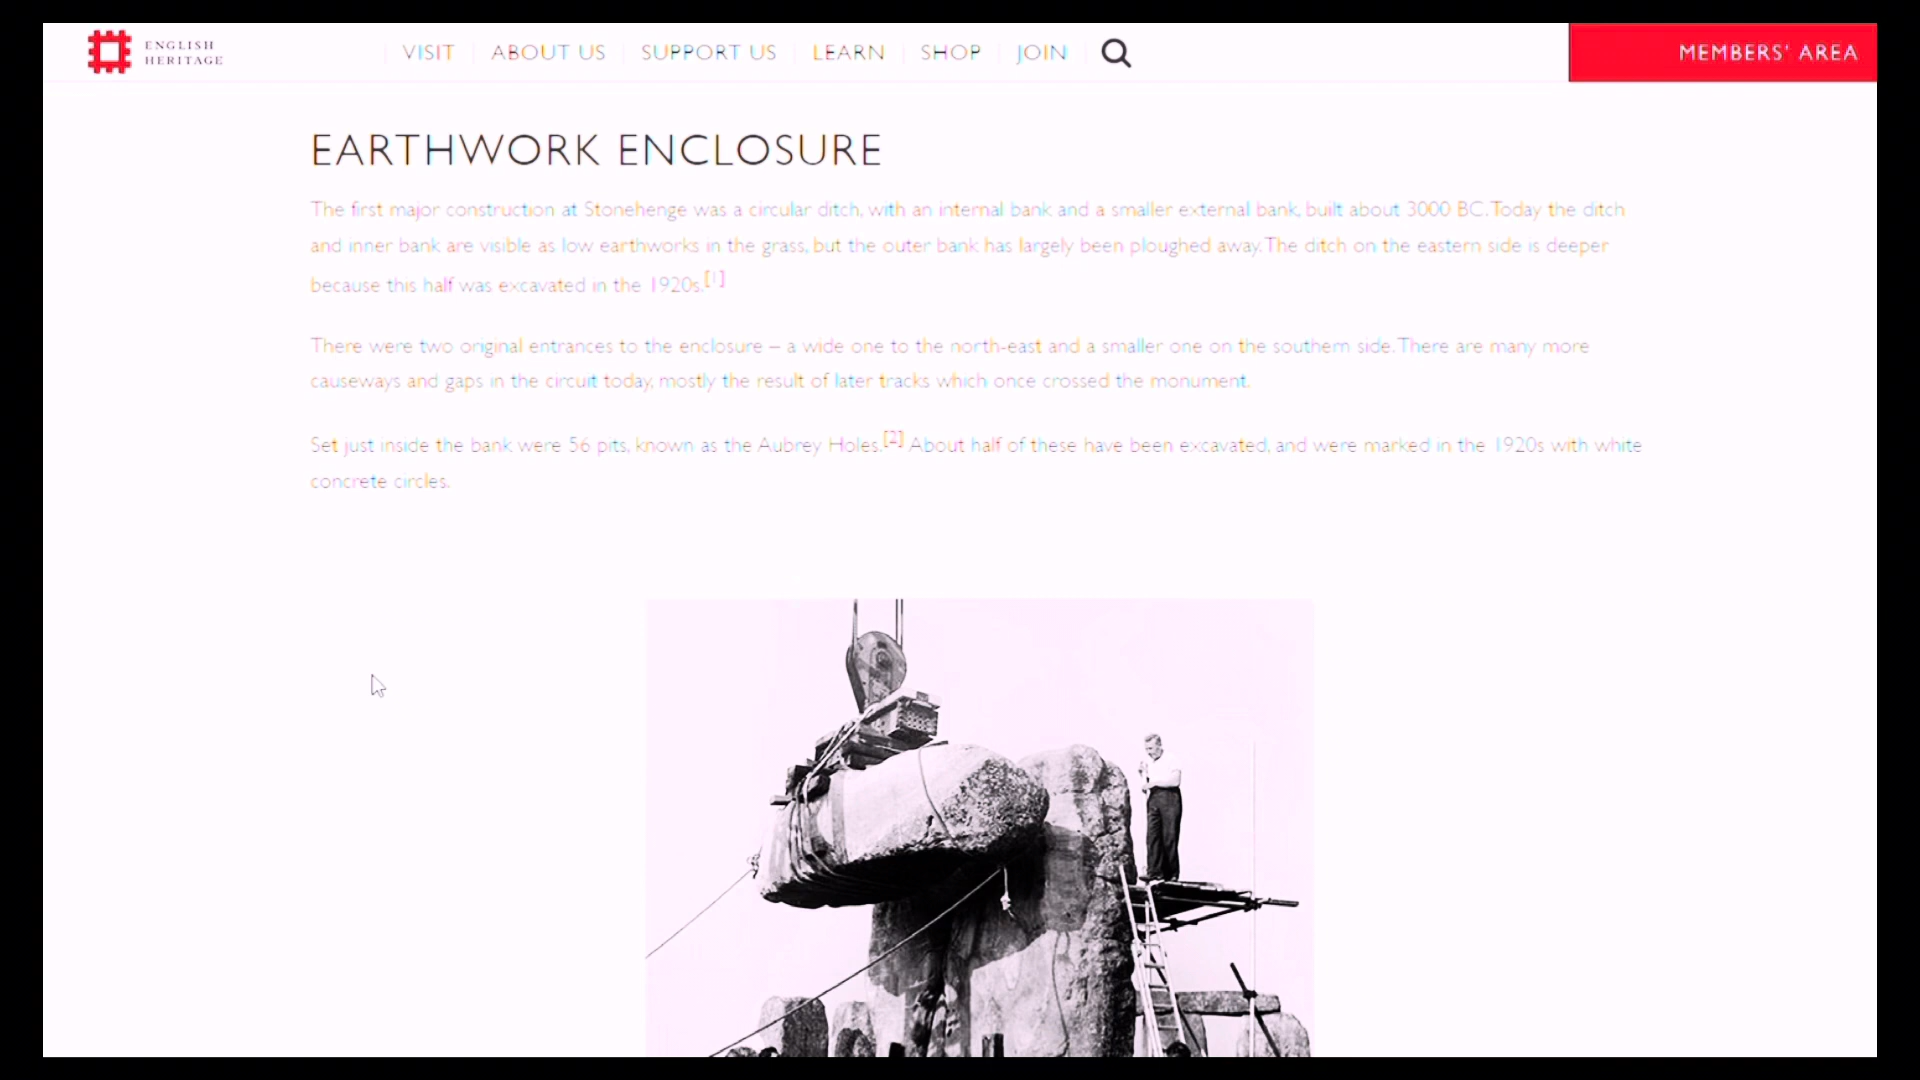 ENGLISH
HERITAGE
VISIT ABOUT US SUPPORT US LEARN SHOP JOIN
MEMBERS' AREA
EARTHWORK ENCLOSURE
The first major construction at Stonehenge was a circular ditch, with an internal bank and a smaller external bank, built about 3000 BC. Today the ditch
and inner bank are visible as low earthworks in the grass, but the outer bank has largely been ploughed away. The ditch on the eastern side is deeper
because this half was excavated in the 1920s.[1]
There were two original entrances to the enclosure – a wide one to the north-east and a smaller one on the southern side. There are many more
causeways and gaps in the circuit today, mostly the result of later tracks which once crossed the monument.
Set just inside the bank were 56 pits, known as the Aubrey Holes.[2] About half of these have been excavated, and were marked in the 1920s with white
concrete circles.